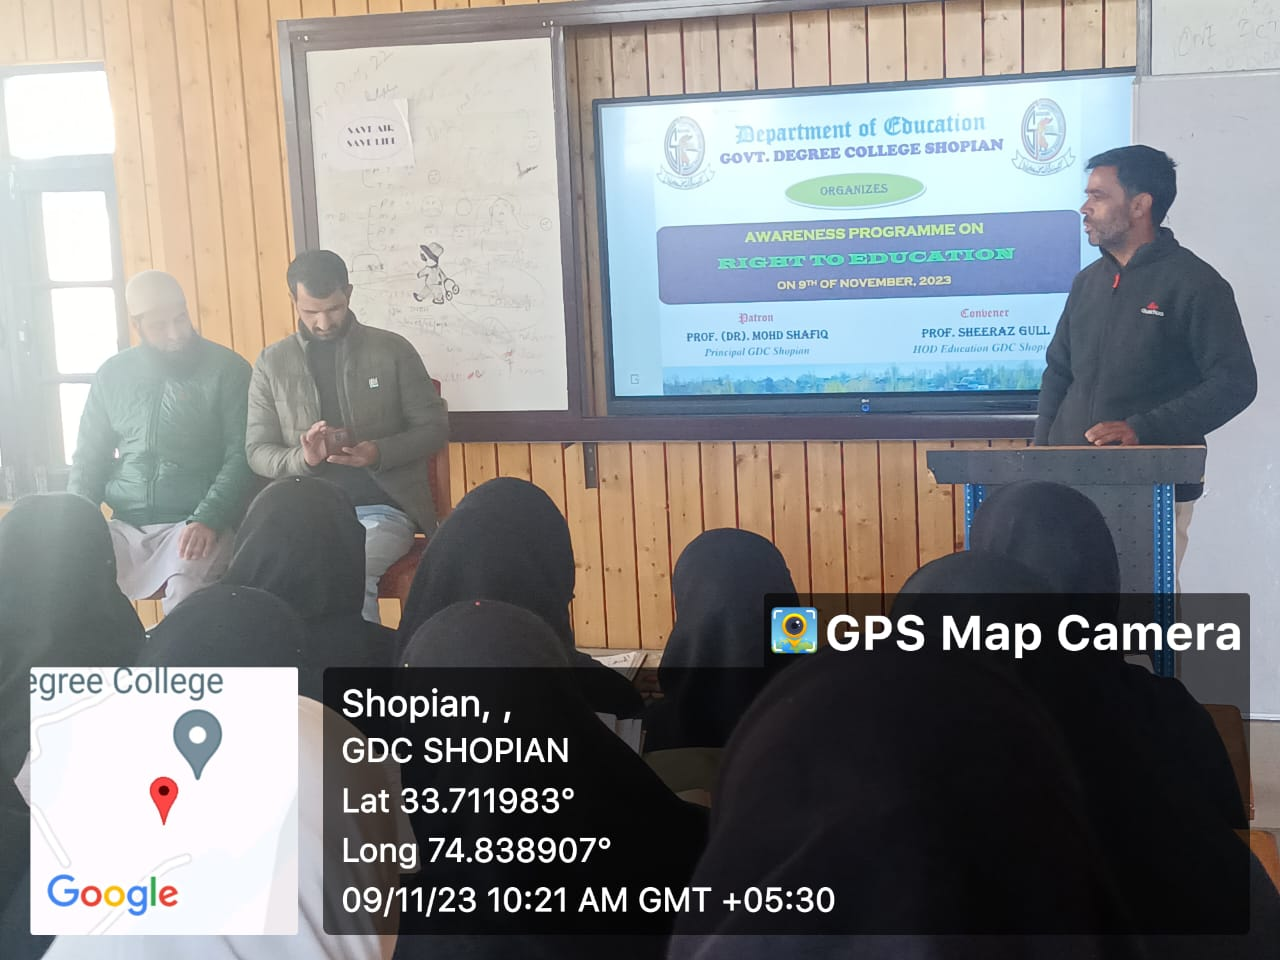 SAVE AIR
SAVE LIFE
Department of Education
GOVT. DEGREE COLLEGE SHOPIAN
ORGANIZES
AWARENESS PROGRAMME ON
RIGHT TO EDUCATION
ON 9TH OF NOVEMBER, 2023
Patron
PROF. (DR). MOHD SHAFIQ
Principal GDC Shopian
Convener
PROF. SHEERAZ GULL
HOD Education GDC Shopi
GPS Map Camera
egree College
Google
Shopian, ,
GDC SHOPIAN
Lat 33.711983°
Long 74.838907°
09/11/23 10:21 AM GMT +05:30